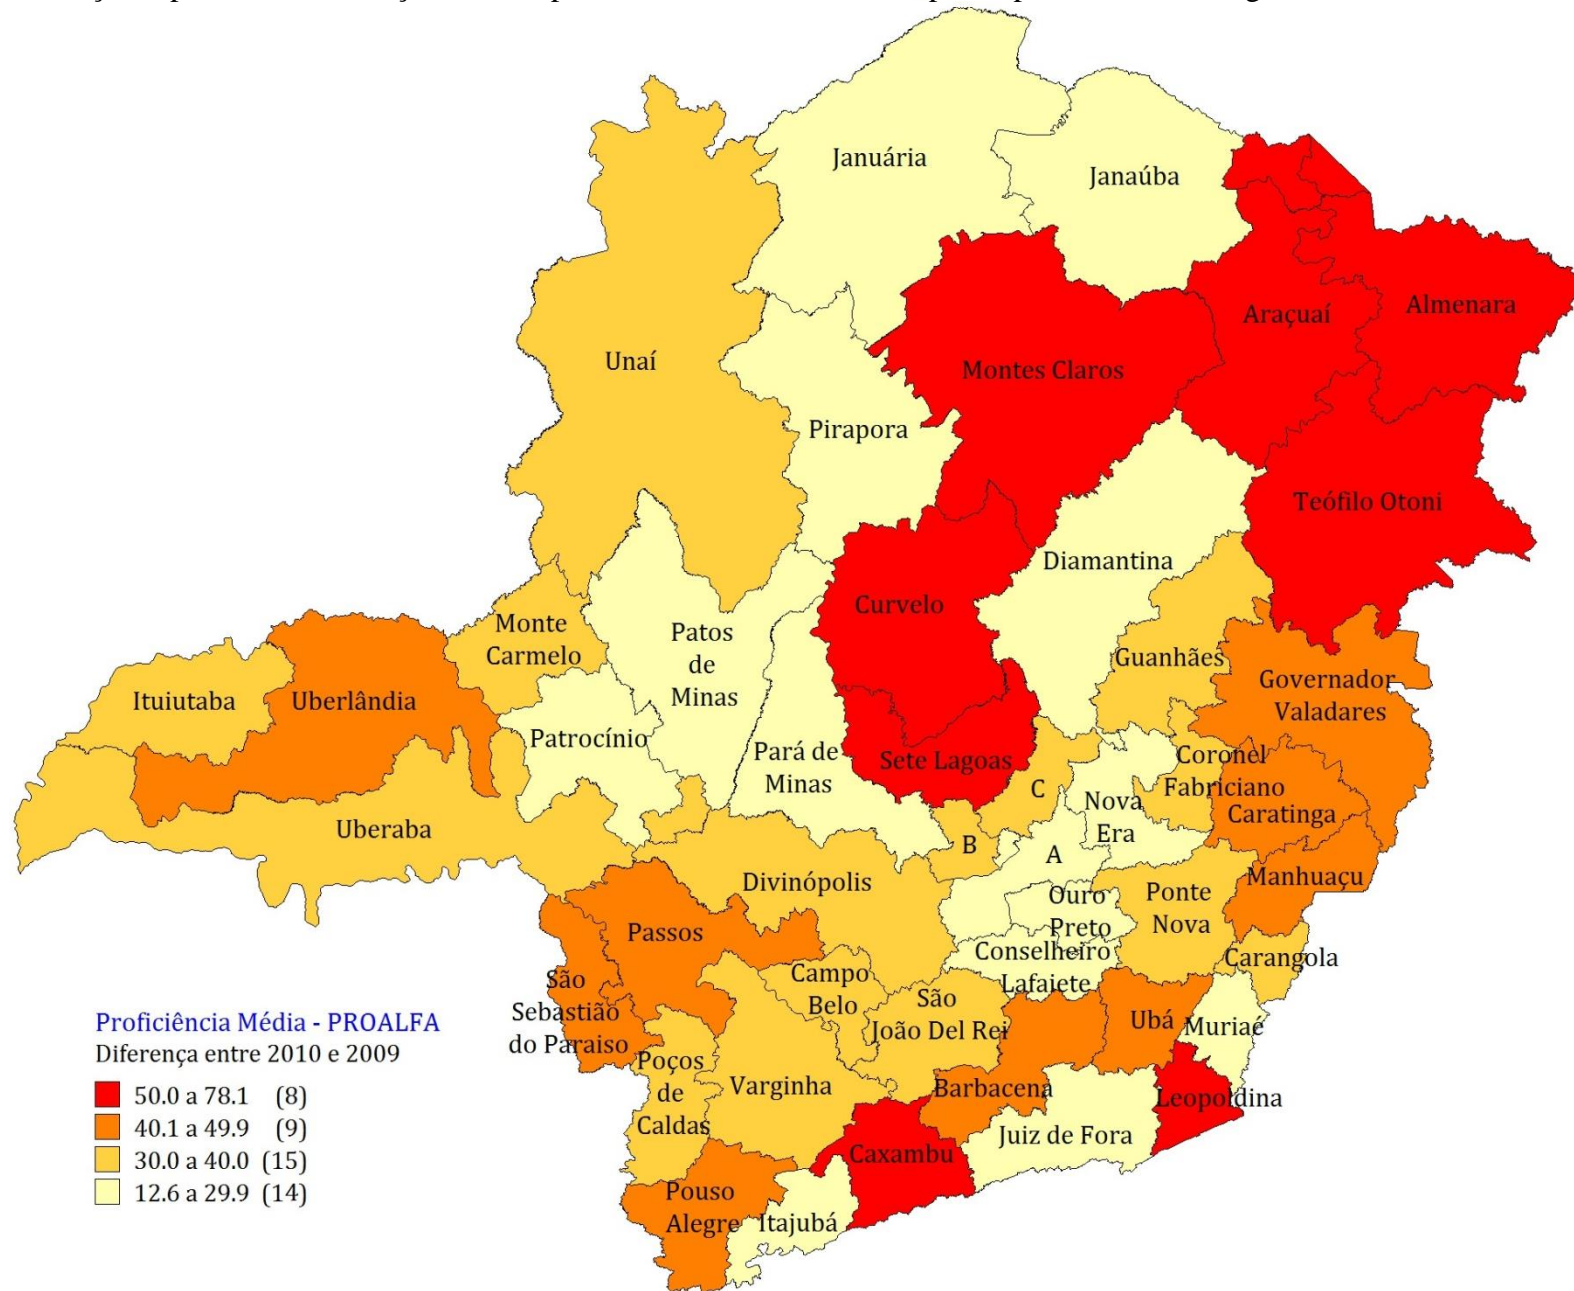 Januária
Janaúba
Araçuaí
Almenara
Unaí
Montes Claros
Pirapora
Teófilo Otoni
Diamantina
Curvelo
Monte
Carmelo
Patos
de
Minas
Guanhães
Ituiutaba
Uberlândia
Governador
Valadares
Patrocínio
Pará de
Minas
Sete Lagoas
Coronel
Fabriciano
C
Nova
Era
Caratinga
Uberaba
B
A
Divinópolis
Manhuaçu
Ouro
Preto
Ponte
Nova
Passos
Conselheiro
Lafaiete
Carangola
São
Sebastião
do Paraiso
Campo
Belo
São
João Del Rei
Ubá
Muriaé
Poços
de
Caldas
Varginha
Barbacena
Leopoldina
Juiz de Fora
Caxambu
Pouso
Alegre
Itajubá
Proficiência Média - PROALFA
Diferença entre 2010 e 2009
50.0 a 78.1 (8)
40.1 a 49.9 (9)
30.0 a 40.0 (15)
12.6 a 29.9 (14)